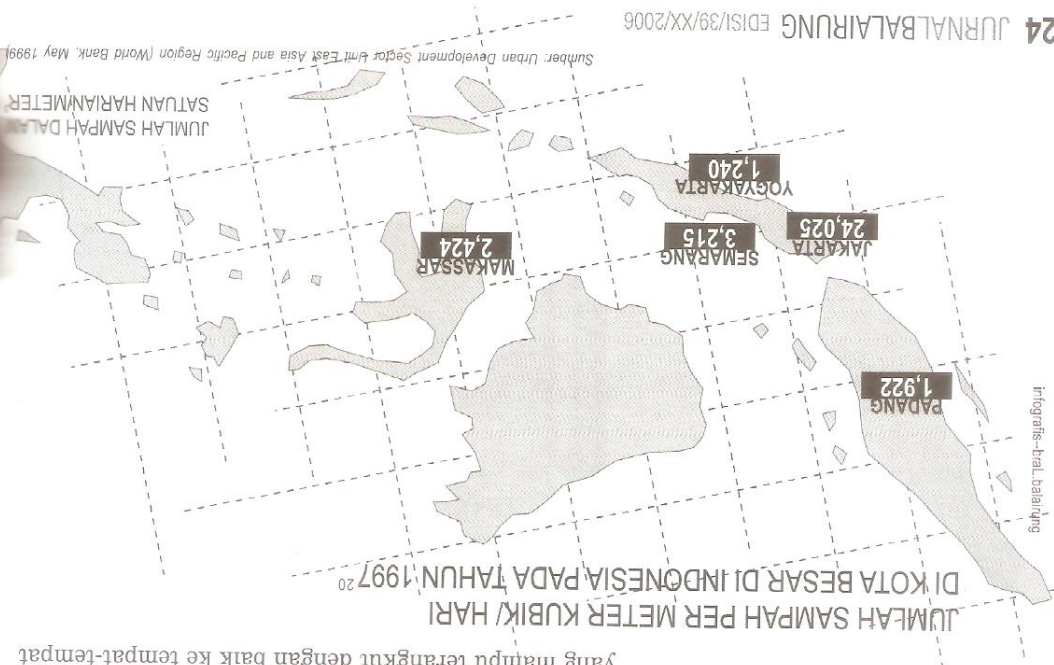 yang mampu terangkut dengan baik ke tempat-tempat
JUMLAH SAMPAH PER METER KUBIK/ HARI
DI KOTA BESAR DI INDONESIA PADA TAHUN 1997 20
infografis--bral.balairung
PADANG
1,922
JAKARTA
24,025
SEMARANG
3,215
YOGYAKARTA
1,240
MAKASSAR
2,424
JUMLAH SAMPAH DALAM
SATUAN HARIAN/METER
Sumber: Urban Development Sector Unit East Asia and Pacific Region (World Bank, May 1999)
24 JURNALBALAIRUNG EDISI/39/XX/2006